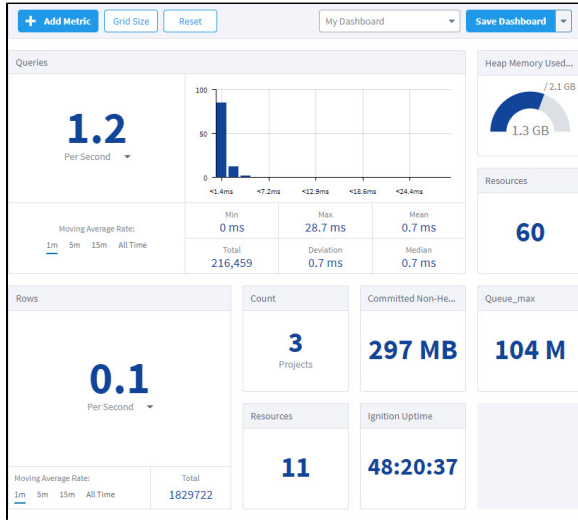 + Add Metric Grid Size Reset My Dashboard Save Dashboard
Queries
1.2
Per Second
100
50
0
<1.4ms <7.2ms <12.9ms <18.6ms <24.4ms
Moving Average Rate:
1m 5m 15m All Time
Min Max Mean
0 ms 28.7 ms 0.7 ms
Total Deviation Median
216,459 0.7 ms 0.7 ms
Heap Memory Used...
/ 2.1 GB
1.3 GB
Resources
60
Rows
0.1
Per Second
Moving Average Rate:
1m 5m 15m All Time
Total
1829722
Count
3
Projects
Committed Non-He...
297 MB
Queue_max
104 M
Resources
11
Ignition Uptime
48:20:37